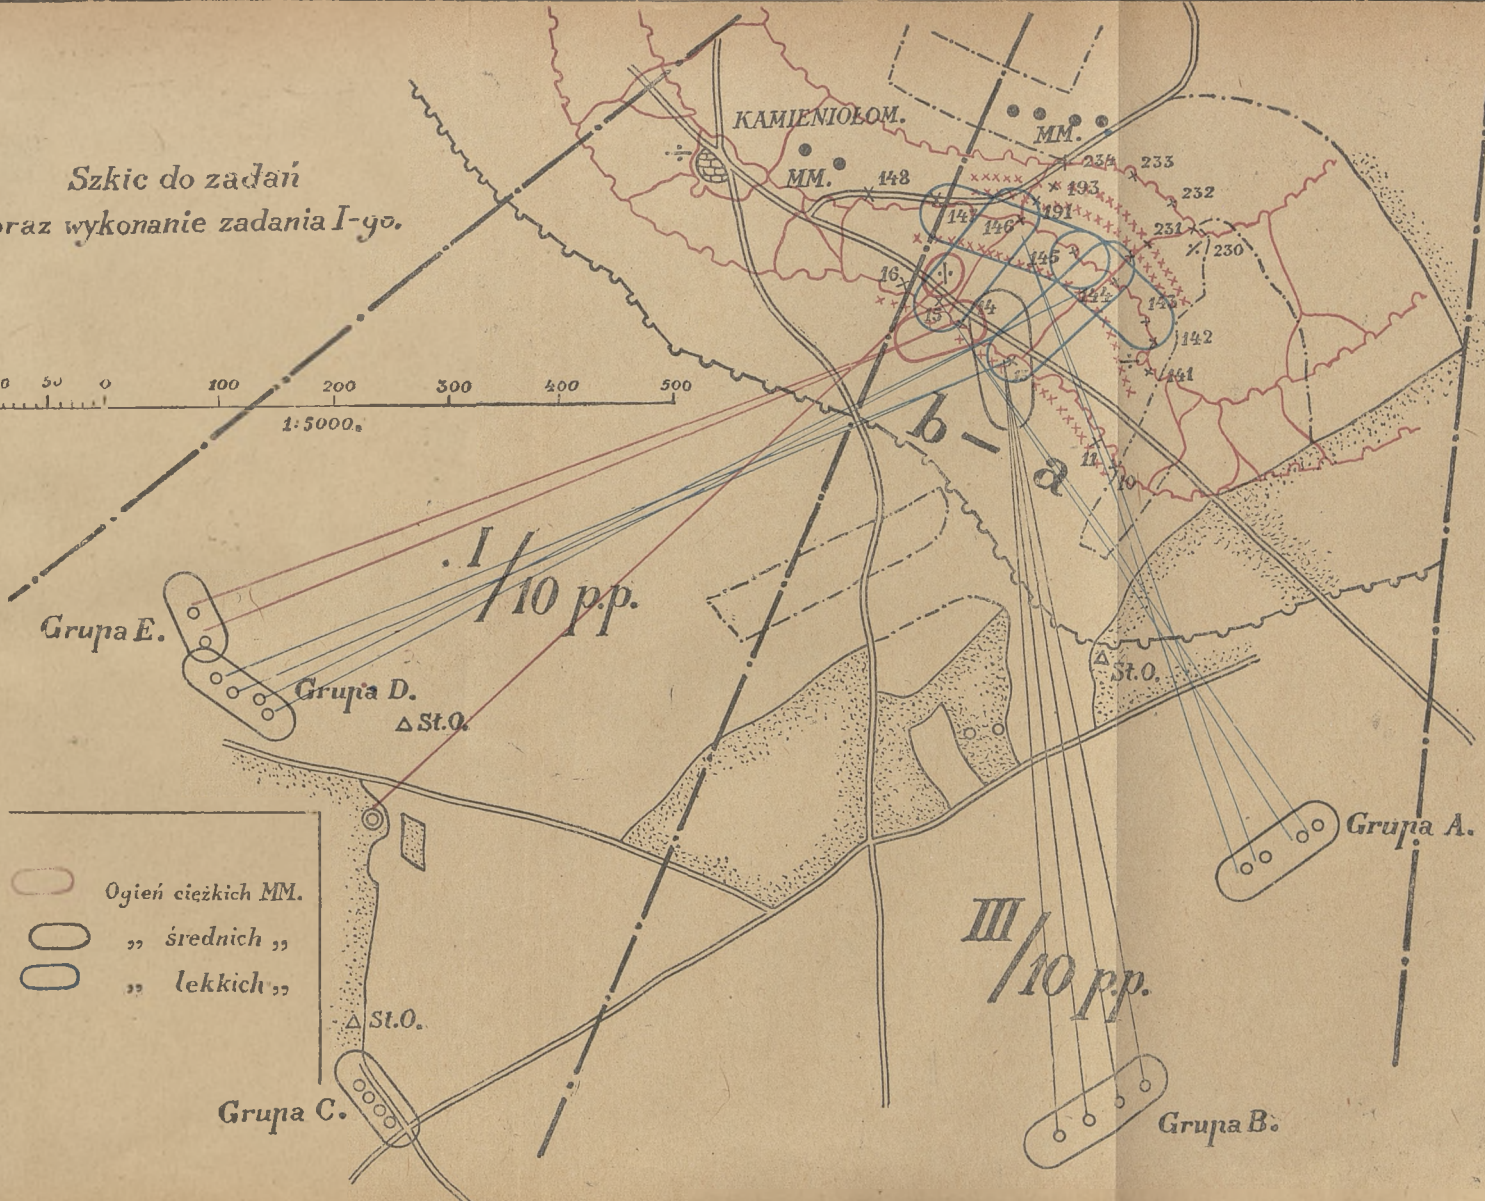 Szkic do zadań
oraz wykonanie zadania I-go.
KAMIENIOŁOM.
MM.
MM.
148
147
146
145
144
143
142
141
234
233
232
231
230
193
191
16
15
14
11
10
50 0 100 200 300 400 500
1:5000.
b — a
I/10 p.p.
III/10 p.p.
Grupa E.
Grupa D.
St.O.
St.O.
Grupa A.
Ogień ciężkich MM.
„ średnich „
„ lekkich „
St.O.
Grupa C.
Grupa B.